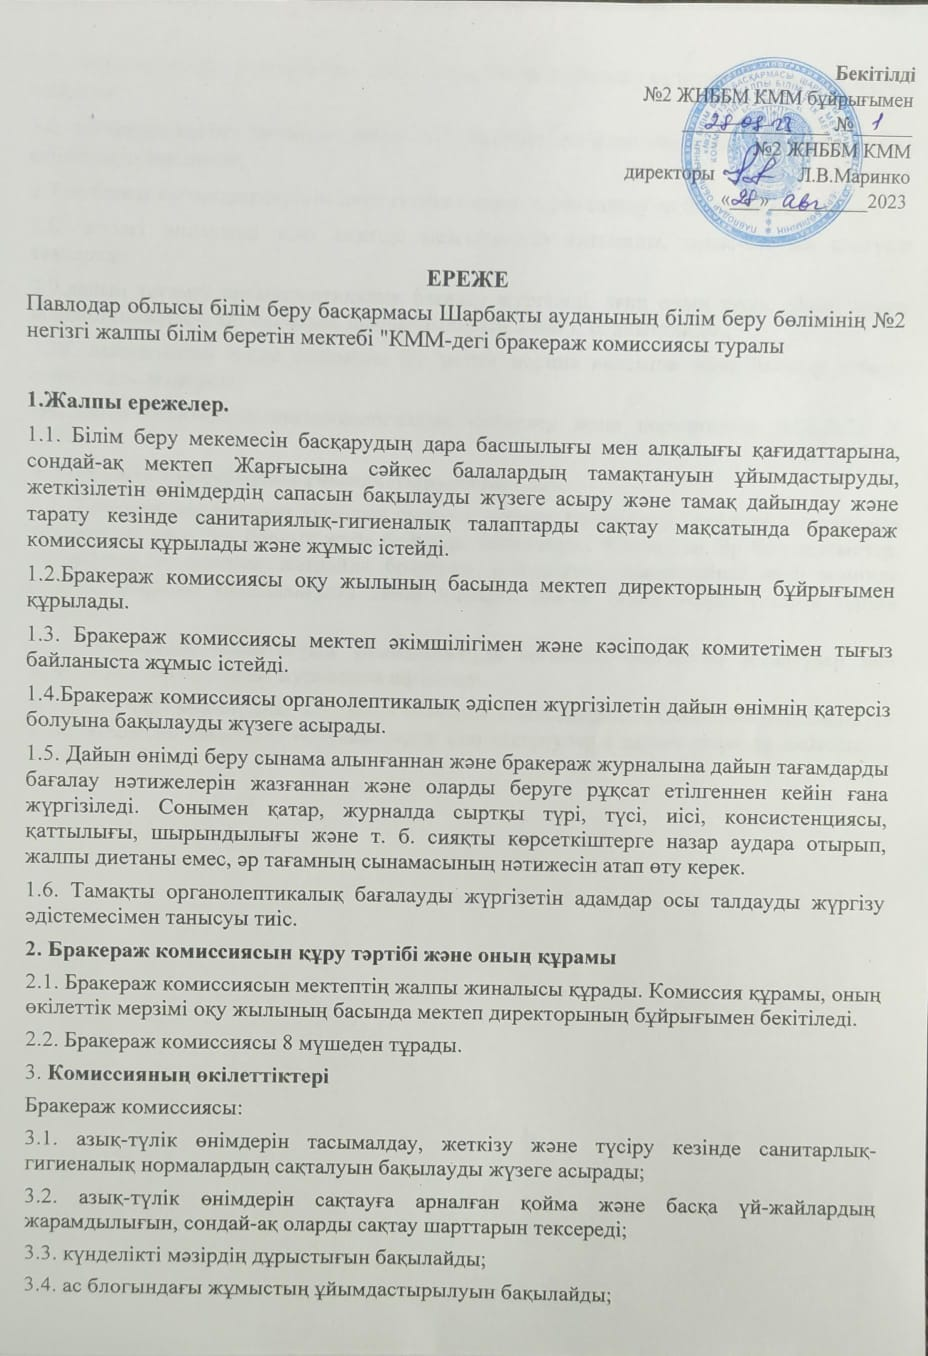 Бекітілді
№2 ЖНББМ КММ бұйрығымен
28 08 23 № 1
№2 ЖНББМ КММ
директоры Л.В.Маринко
«28» авг 2023
ЕРЕЖЕ
Павлодар облысы білім беру басқармасы Шарбақты ауданының білім беру бөлімінің №2
негізгі жалпы білім беретін мектебі "КММ-дегі бракераж комиссиясы туралы
1.Жалпы ережелер.
1.1. Білім беру мекемесін басқарудың дара басшылығы мен алқалығы қағидаттарына,
сондай-ақ мектеп Жарғысына сәйкес балалардың тамақтануын ұйымдастыруды,
жеткізілетін өнімдердің сапасын бақылауды жүзеге асыру және тамақ дайындау және
тарату кезінде санитариялық-гигиеналық талаптарды сақтау мақсатында бракераж
комиссиясы құрылады және жұмыс істейді.
1.2.Бракераж комиссиясы оқу жылының басында мектеп директорының бұйрығымен
құрылады.
1.3. Бракераж комиссиясы мектеп әкімшілігімен және кәсіподақ комитетімен тығыз
байланыста жұмыс істейді.
1.4.Бракераж комиссиясы органолептикалық әдіспен жүргізілетін дайын өнімнің қатерсіз
болуына бақылауды жүзеге асырады.
1.5. Дайын өнімді беру сынама алынғаннан және бракераж журналына дайын тағамдарды
бағалау нәтижелерін жазғаннан және оларды беруге рұқсат етілгеннен кейін ғана
жүргізіледі. Сонымен қатар, журналда сыртқы түрі, түсі, иісі, консистенциясы,
қаттылығы, шырындылығы және т. б. сияқты көрсеткіштерге назар аудара отырып,
жалпы диетаны емес, әр тағамның сынамасының нәтижесін атап өту керек.
1.6. Тамақты органолептикалық бағалауды жүргізетін адамдар осы талдауды жүргізу
әдістемесімен танысуы тиіс.
2. Бракераж комиссиясын құру тәртібі және оның құрамы
2.1. Бракераж комиссиясын мектептің жалпы жиналысы құрады. Комиссия құрамы, оның
өкілеттік мерзімі оқу жылының басында мектеп директорының бұйрығымен бекітіледі.
2.2. Бракераж комиссиясы 8 мүшеден тұрады.
3. Комиссияның өкілеттіктері
Бракераж комиссиясы:
3.1. азық-түлік өнімдерін тасымалдау, жеткізу және түсіру кезінде санитарлық-
гигиеналық нормалардың сақталуын бақылауды жүзеге асырады;
3.2. азық-түлік өнімдерін сақтауға арналған қойма және басқа үй-жайлардың
жарамдылығын, сондай-ақ оларды сақтау шарттарын тексереді;
3.3. күнделікті мәзірдің дұрыстығын бақылайды;
3.4. ас блогындағы жұмыстың ұйымдастырылуын бақылайды;